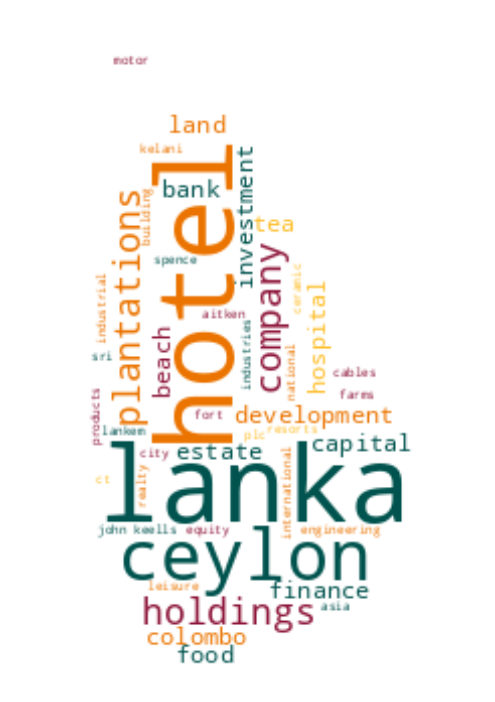 motor
land
kelani
hotel
bank
investment
plantations
building
tea
company
spence
ceramic
industrial
hospital
aitken
industries
beach
national
sri
cables
products
farms
fort
development
resorts
plc
lankem
capital
estate
city
lanka
international
realty
ct
john keells
equity
engineering
ceylon
leisure
finance
asia
holdings
colombo
food